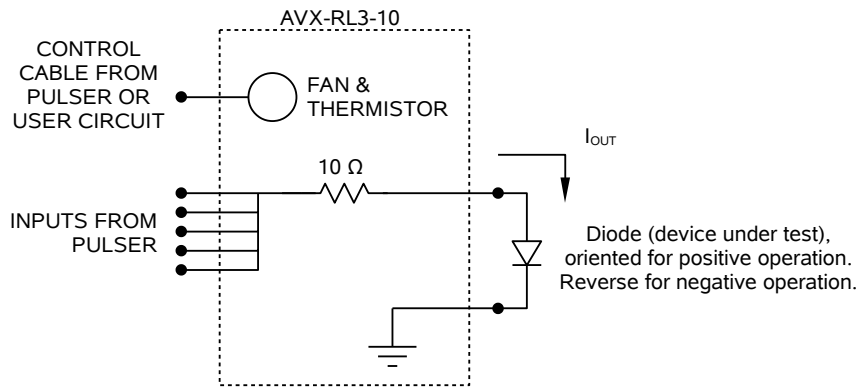 AVX-RL3-10
CONTROL
CABLE FROM
PULSER OR
USER CIRCUIT
FAN &
THERMISTOR
10 Ω
I_OUT
INPUTS FROM
PULSER
Diode (device under test),
oriented for positive operation.
Reverse for negative operation.